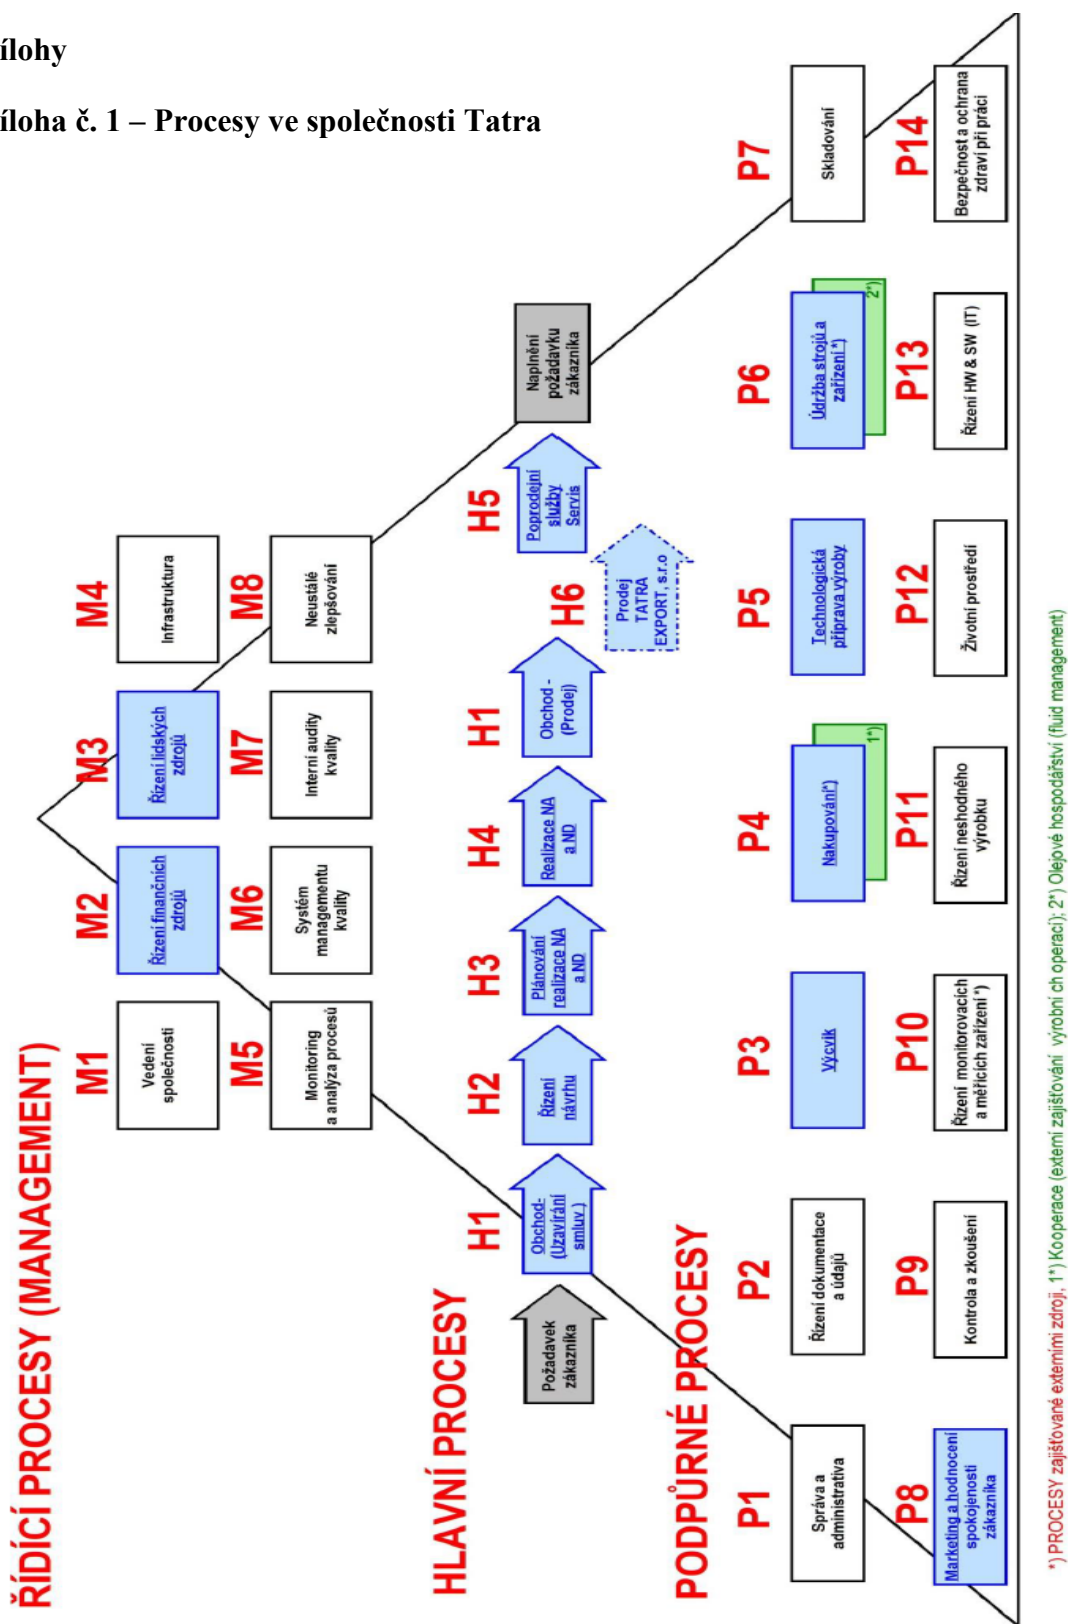 ílohy
íloha č. 1 – Procesy ve společnosti Tatra
ŘÍDÍCÍ PROCESY (MANAGEMENT)
M1
Vedení
společnosti
M2
Řízení finančních
zdrojů
M3
Řízení lidských
zdrojů
M4
Infrastruktura
M5
Monitoring
a analýza procesů
M6
Systém
managementu
kvality
M7
Interní audity
kvality
M8
Neustálé
zlepšování
HLAVNÍ PROCESY
Požadavek
zákazníka
H1
Obchod-
(Uzavírání
smluv.)
H2
Řízení
návrhu
H3
Plánování
realizace NA
a ND
H4
Realizace NA
a ND
H1
Obchod -
(Prodej)
H6
Prodej
TATRA
EXPORT, s.r.o
H5
Poprodejní
služby
Servis
Naplnění
požadavku
zákazníka
PODPŮRNÉ PROCESY
P1
Správa a
administrativa
P2
Řízení dokumentace
a údajů
P3
Výcvik
P4
Nakupování*)
1*)
P5
Technologická
příprava výroby
P6
Údržba strojů a
zařízení *)
2*)
P7
Skladování
P8
Marketing a hodnocení
spokojenosti
zákazníka
P9
Kontrola a zkoušení
P10
Řízení monitorovacích
a měřících zařízení *)
P11
Řízení neshodného
výrobku
P12
Životní prostředí
P13
Řízení HW & SW (IT)
P14
Bezpečnost a ochrana
zdraví při práci
*) PROCESY zajišťované externími zdroji, 1*) Kooperace (externí zajišťování výrobní ch operací); 2*) Olejové hospodářství (fluid management)